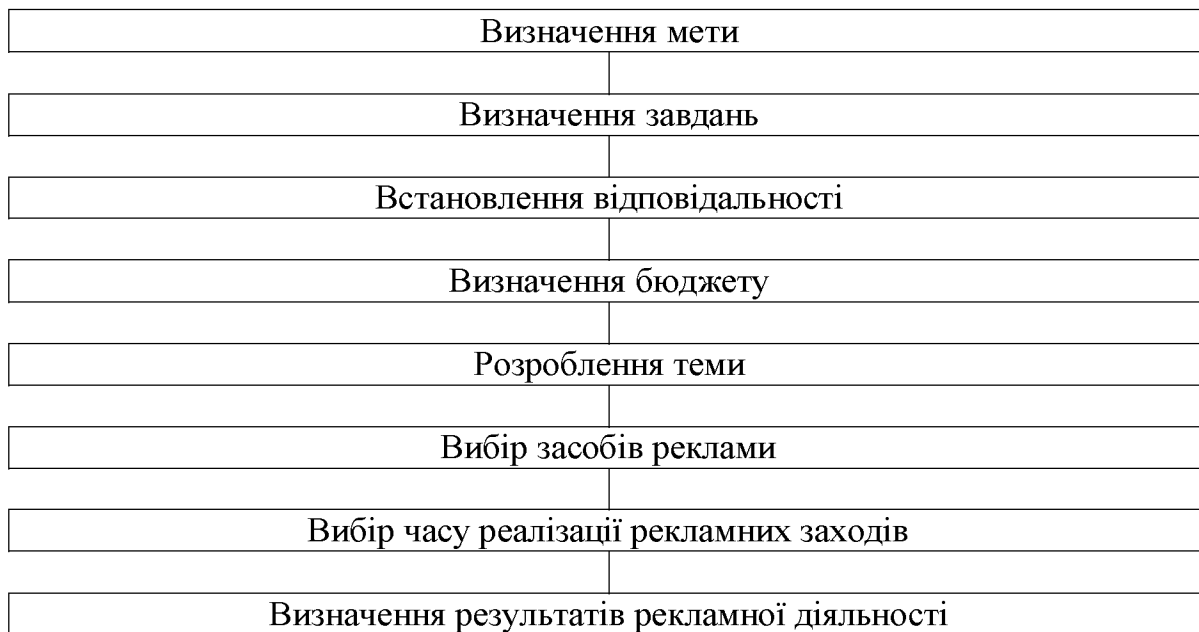 Визначення мети
Визначення завдань
Встановлення відповідальності
Визначення бюджету
Розроблення теми
Вибір засобів реклами
Вибір часу реалізації рекламних заходів
Визначення результатів рекламної діяльності